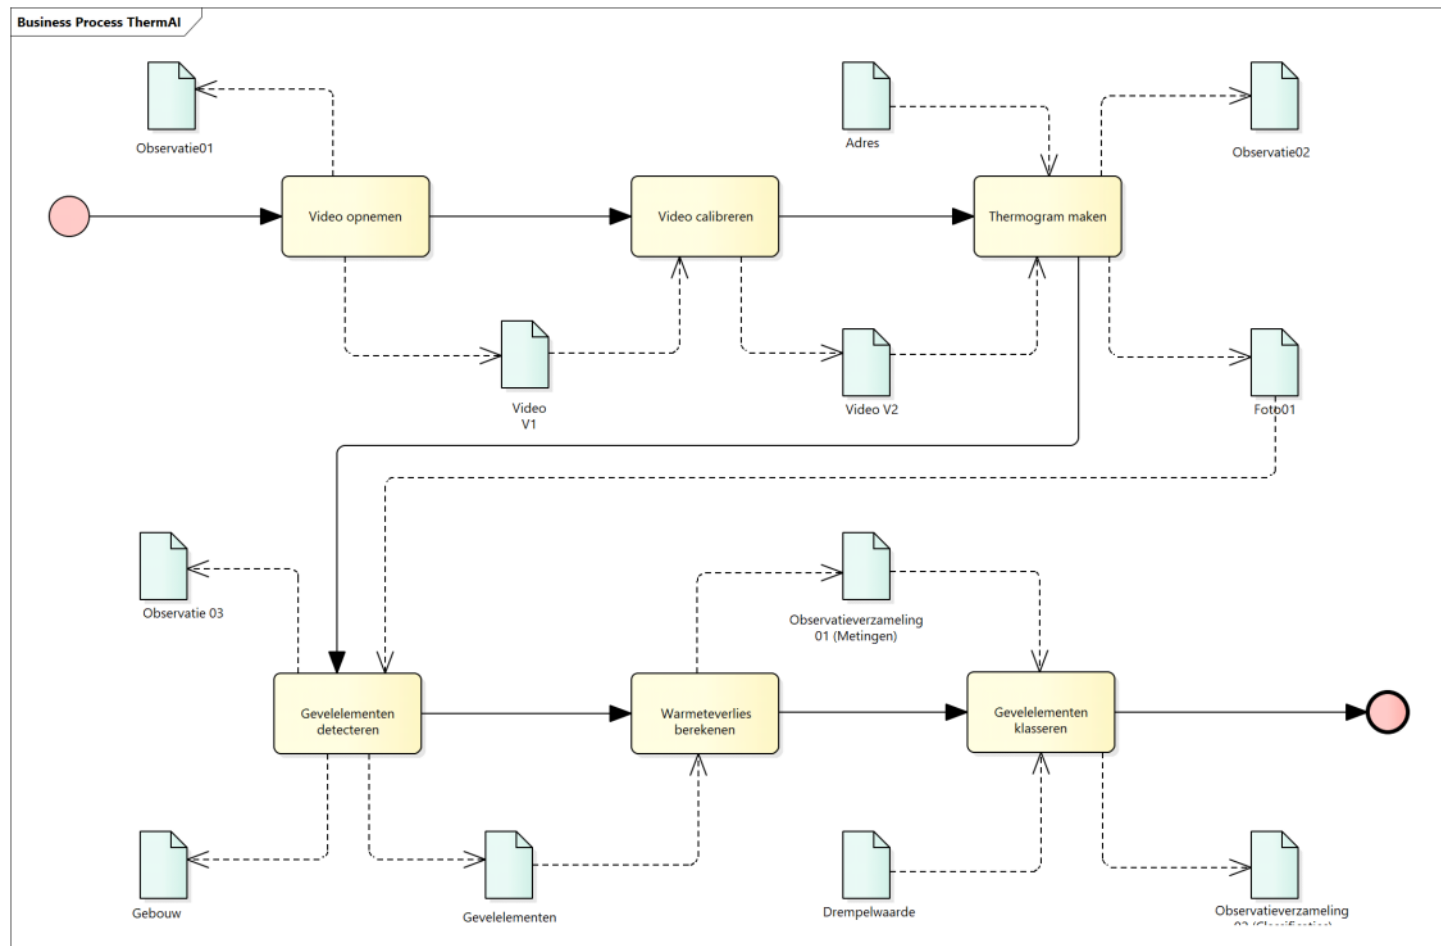 Business Process ThermAI
Observatie01
Adres
Observatie02
Video opnemen
Video calibreren
Thermogram maken
Video
V1
Video V2
Foto01
Observatie 03
Observatieverzameling
01 (Metingen)
Gevelelementen
detecteren
Warmteverlies
berekenen
Gevelelementen
klasseren
Gebouw
Gevelelementen
Drempelwaarde
Observatieverzameling